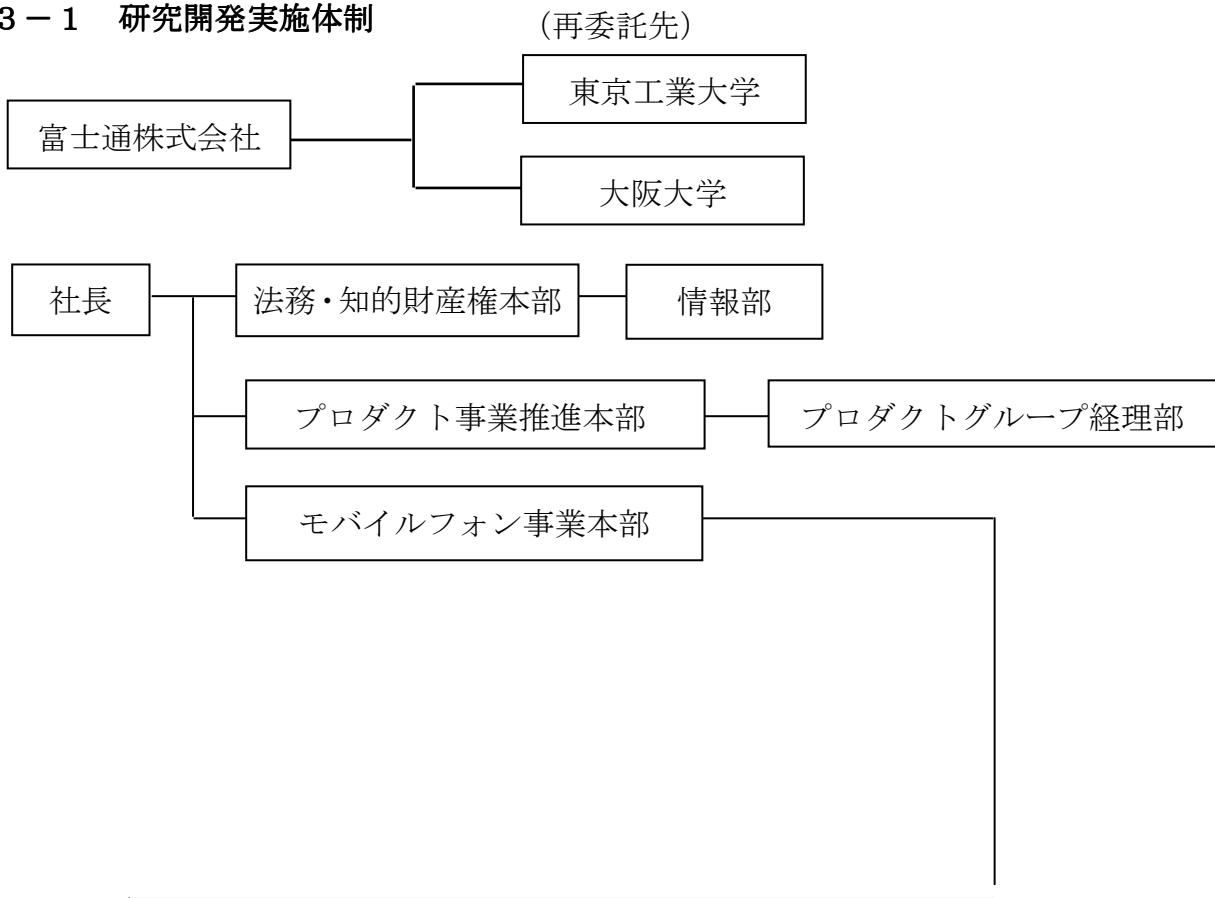 3－1　研究開発実施体制
（再委託先）
東京工業大学
富士通株式会社
大阪大学
社長
法務・知的財産権本部
情報部
プロダクト事業推進本部
プロダクトグループ経理部
モバイルフォン事業本部